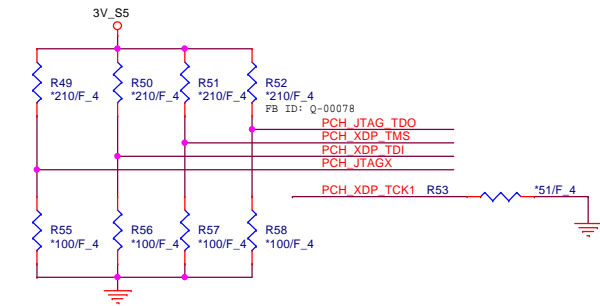 3V_S5
R49 R50 R51 R52
*210/F_4 *210/F_4 *210/F_4 *210/F_4
FB ID: Q-00078
PCH_JTAG_TDO
PCH_XDP_TMS
PCH_XDP_TDI
PCH_JTAGX
PCH_XDP_TCK1 R53 *51/F_4
R55 R56 R57 R58
*100/F_4 *100/F_4 *100/F_4 *100/F_4